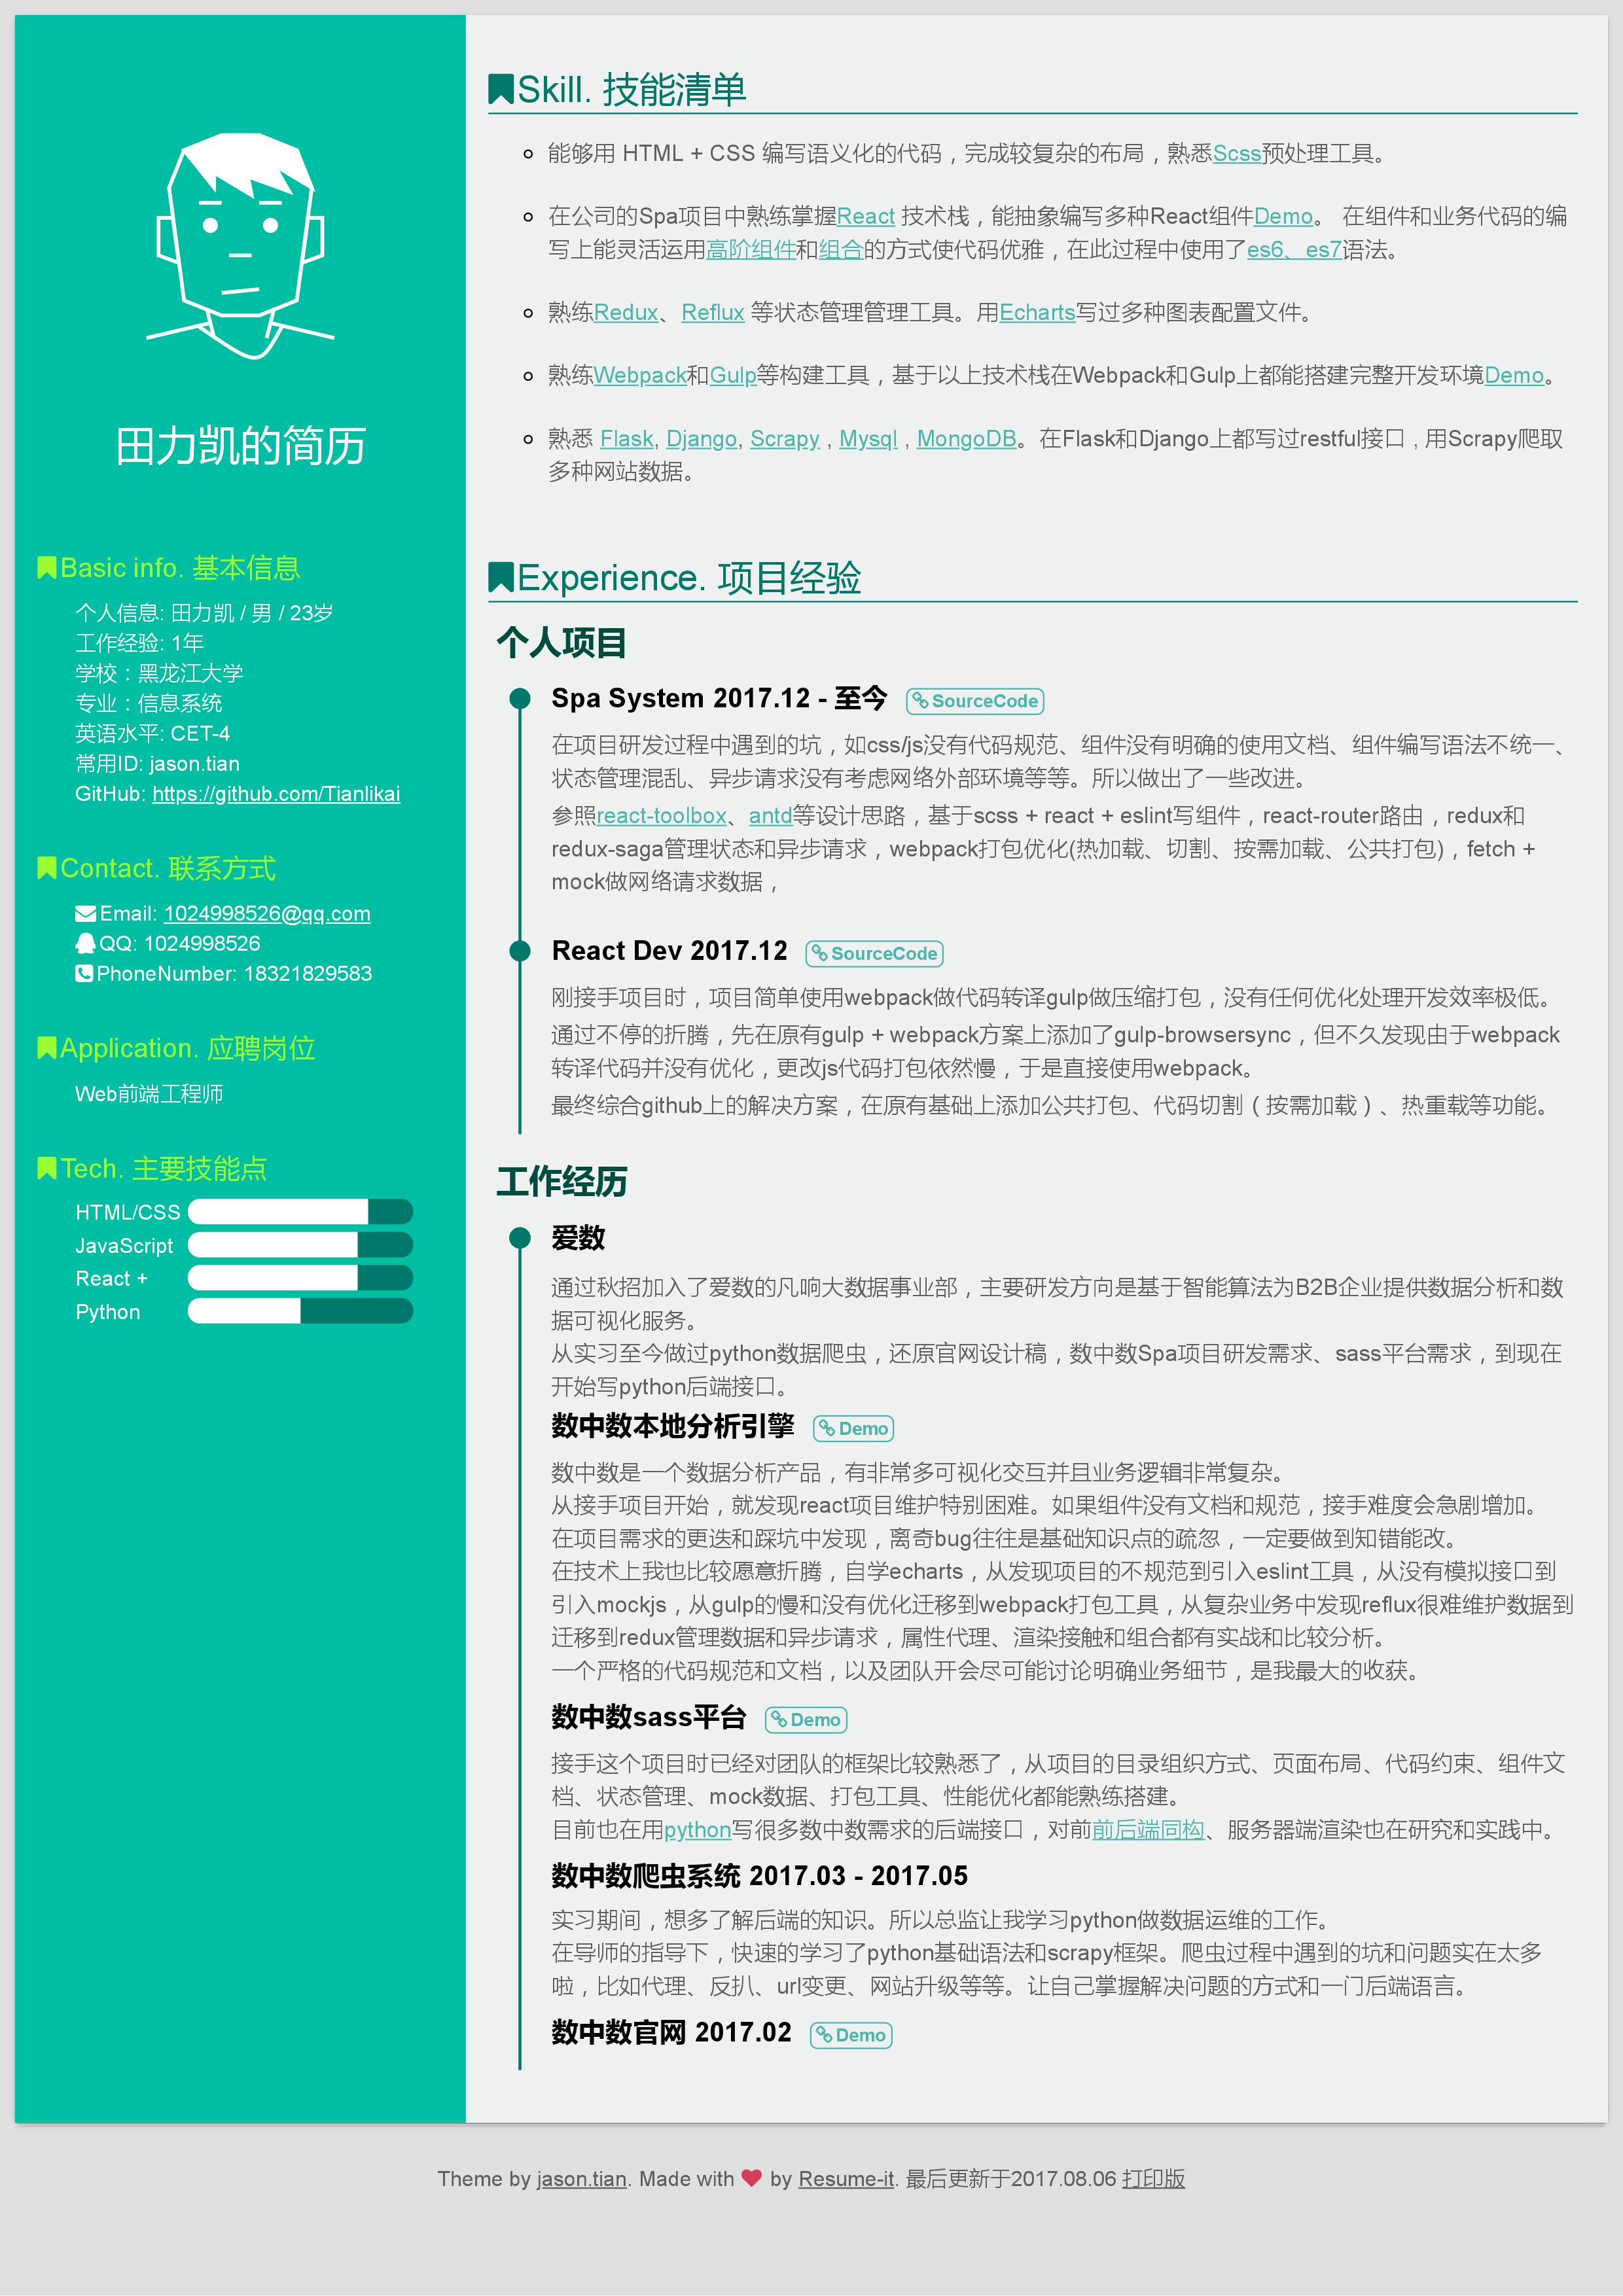 田力凯的简历
Basic info. 基本信息
个人信息: 田力凯 / 男 / 23岁
工作经验: 1年
学校：黑龙江大学
专业：信息系统
英语水平: CET-4
常用ID: jason.tian
GitHub: https://github.com/Tianlikai
Contact. 联系方式
Email: 1024998526@qq.com
QQ: 1024998526
PhoneNumber: 18321829583
Application. 应聘岗位
Web前端工程师
Tech. 主要技能点
HTML/CSS
JavaScript
React +
Python
Skill. 技能清单
能够用 HTML + CSS 编写语义化的代码，完成较复杂的布局，熟悉Scss预处理工具。
在公司的Spa项目中熟练掌握React 技术栈，能抽象编写多种React组件Demo。 在组件和业务代码的编
写上能灵活运用高阶组件和组合的方式使代码优雅，在此过程中使用了es6、es7语法。
熟练Redux、Reflux 等状态管理管理工具。用Echarts写过多种图表配置文件。
熟练Webpack和Gulp等构建工具，基于以上技术栈在Webpack和Gulp上都能搭建完整开发环境Demo。
熟悉 Flask, Django, Scrapy , Mysql , MongoDB。在Flask和Django上都写过restful接口 , 用Scrapy爬取
多种网站数据。
Experience. 项目经验
个人项目
Spa System 2017.12 - 至今 SourceCode
在项目研发过程中遇到的坑，如css/js没有代码规范、组件没有明确的使用文档、组件编写语法不统一、
状态管理混乱、异步请求没有考虑网络外部环境等等。所以做出了一些改进。
参照react-toolbox、antd等设计思路，基于scss + react + eslint写组件，react-router路由，redux和
redux-saga管理状态和异步请求，webpack打包优化(热加载、切割、按需加载、公共打包)，fetch +
mock做网络请求数据，
React Dev 2017.12 SourceCode
刚接手项目时，项目简单使用webpack做代码转译gulp做压缩打包，没有任何优化处理开发效率极低。
通过不停的折腾，先在原有gulp + webpack方案上添加了gulp-browsersync，但不久发现由于webpack
转译代码并没有优化，更改js代码打包依然慢，于是直接使用webpack。
最终综合github上的解决方案，在原有基础上添加公共打包、代码切割（按需加载）、热重载等功能。
工作经历
爱数
通过秋招加入了爱数的凡响大数据事业部，主要研发方向是基于智能算法为B2B企业提供数据分析和数
据可视化服务。
从实习至今做过python数据爬虫，还原官网设计稿，数中数Spa项目研发需求、sass平台需求，到现在
开始写python后端接口。
数中数本地分析引擎 Demo
数中数是一个数据分析产品，有非常多可视化交互并且业务逻辑非常复杂。
从接手项目开始，就发现react项目维护特别困难。如果组件没有文档和规范，接手难度会急剧增加。
在项目需求的更迭和踩坑中发现，离奇bug往往是基础知识点的疏忽，一定要做到知错能改。
在技术上我也比较愿意折腾，自学echarts，从发现项目的不规范到引入eslint工具，从没有模拟接口到
引入mockjs，从gulp的慢和没有优化迁移到webpack打包工具，从复杂业务中发现reflux很难维护数据到
迁移到redux管理数据和异步请求，属性代理、渲染接触和组合都有实战和比较分析。
一个严格的代码规范和文档，以及团队开会尽可能讨论明确业务细节，是我最大的收获。
数中数sass平台 Demo
接手这个项目时已经对团队的框架比较熟悉了，从项目的目录组织方式、页面布局、代码约束、组件文
档、状态管理、mock数据、打包工具、性能优化都能熟练搭建。
目前也在用python写很多数中数需求的后端接口，对前前后端同构、服务器端渲染也在研究和实践中。
数中数爬虫系统 2017.03 - 2017.05
实习期间，想多了解后端的知识。所以总监让我学习python做数据运维的工作。
在导师的指导下，快速的学习了python基础语法和scrapy框架。爬虫过程中遇到的坑和问题实在太多
啦，比如代理、反扒、url变更、网站升级等等。让自己掌握解决问题的方式和一门后端语言。
数中数官网 2017.02 Demo
Theme by jason.tian. Made with ❤ by Resume-it. 最后更新于2017.08.06 打印版